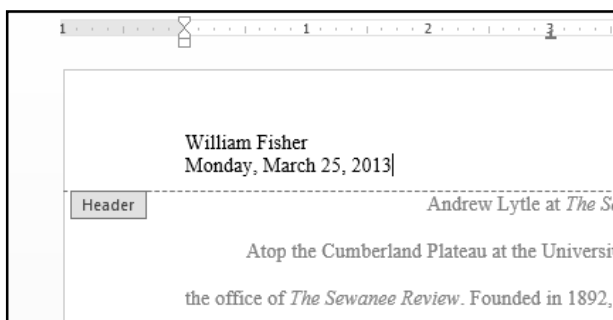 1 1 2 3
William Fisher
Monday, March 25, 2013
Header
Andrew Lytle at The
Atop the Cumberland Plateau at the
the office of The Sewanee Review. Founded in 1892,